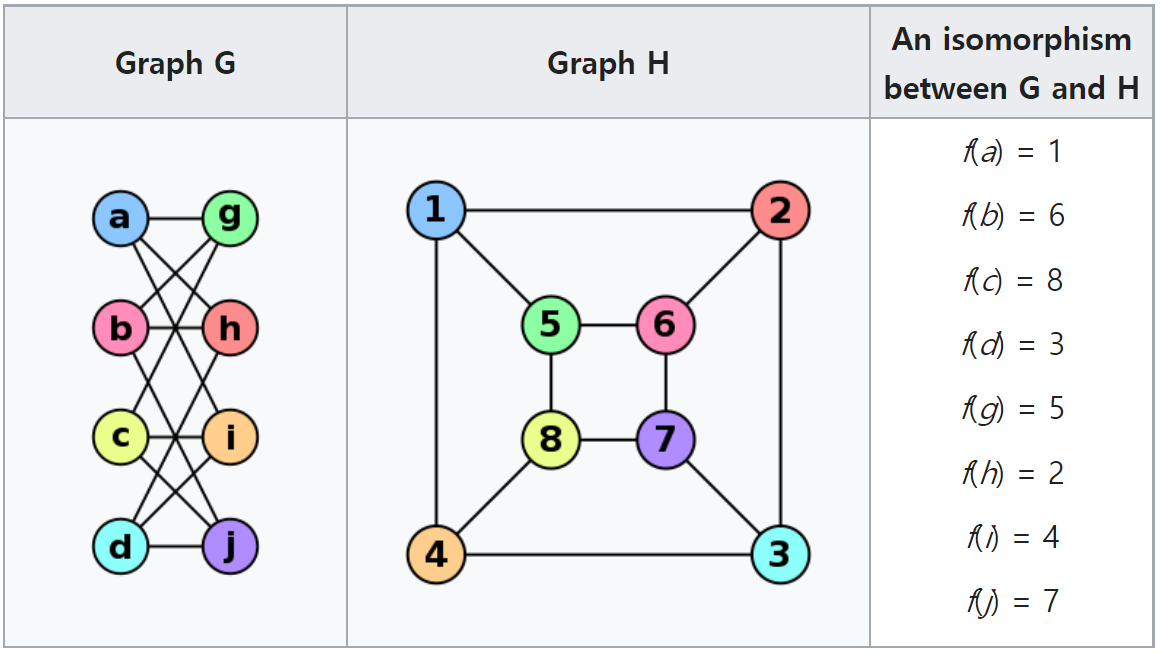 Graph G
Graph H
An isomorphism
between G and H
a
g
b
h
c
i
d
j
1
2
5
6
8
7
4
3
f(a) = 1
f(b) = 6
f(c) = 8
f(d) = 3
f(g) = 5
f(h) = 2
f(i) = 4
f(j) = 7